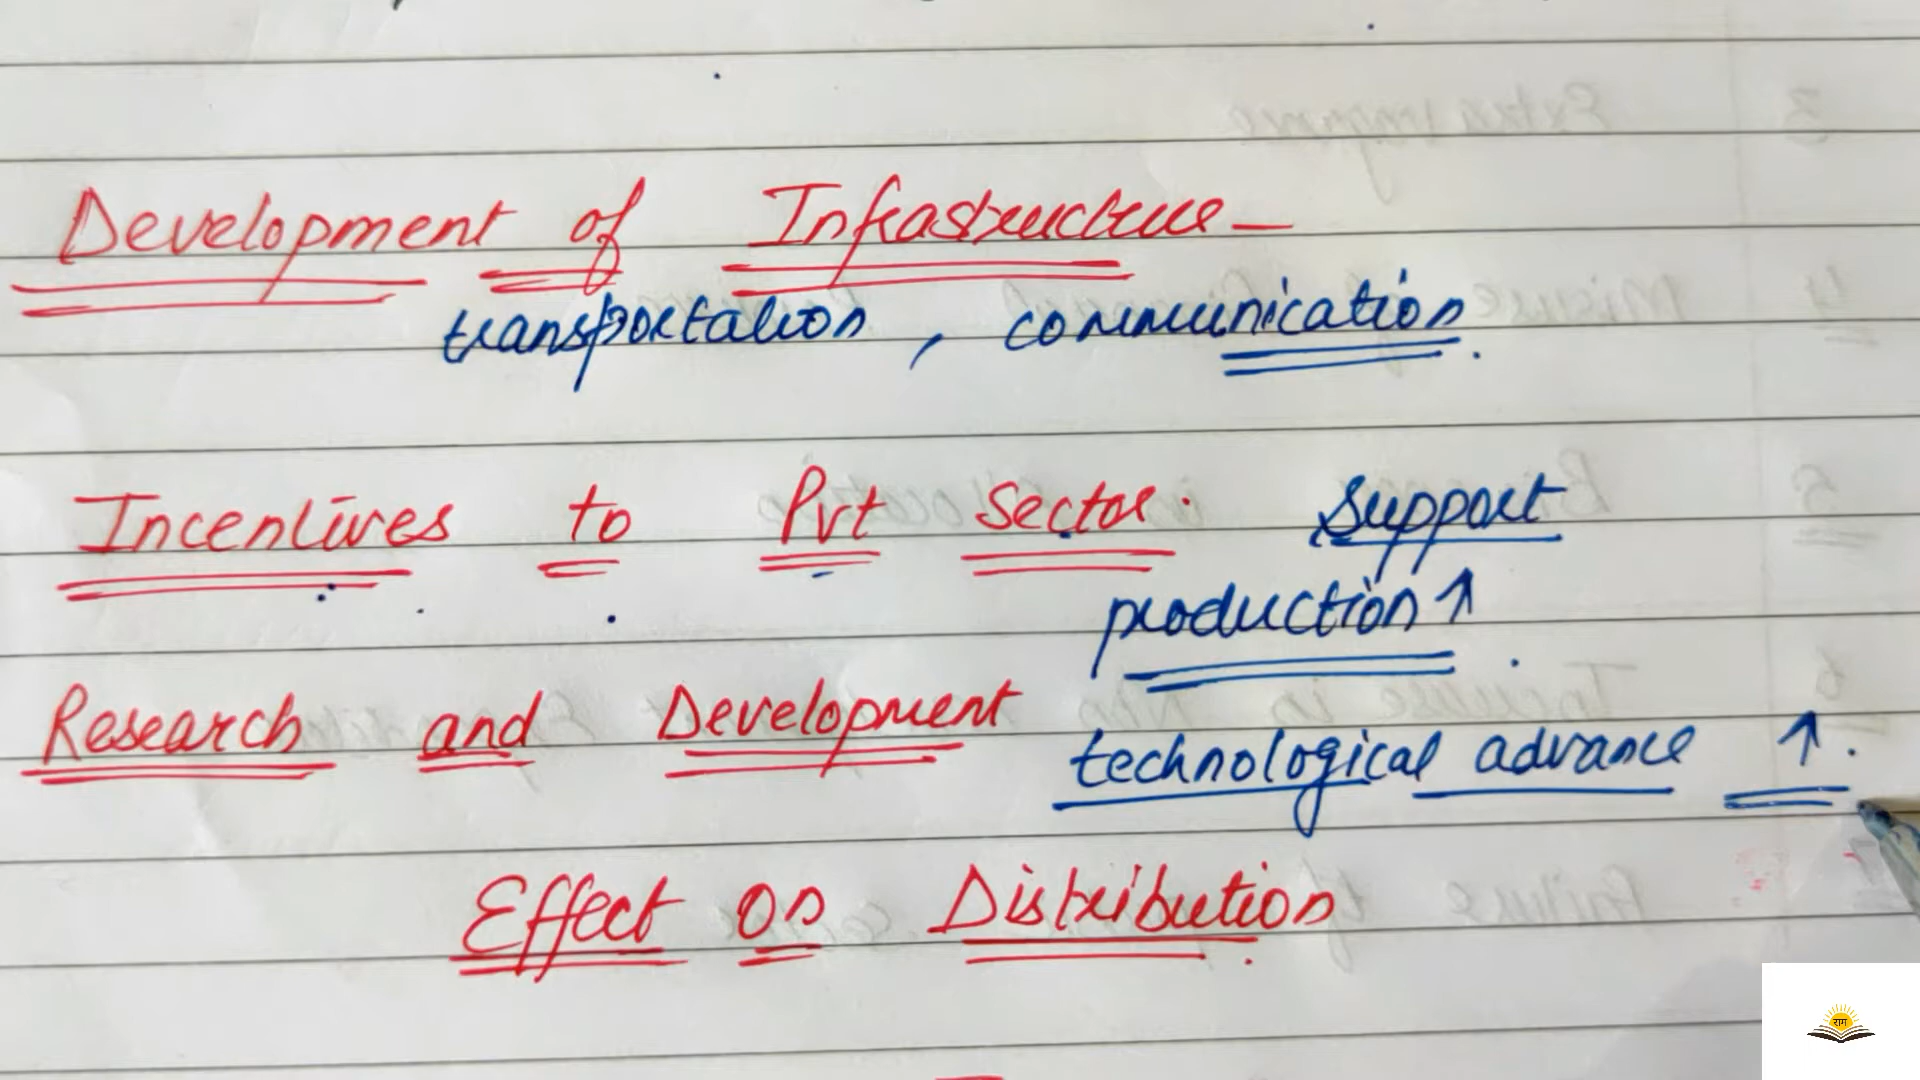 Development of Infrastructure –
transportation , communication.
Incentives to Pvt Sector. Support
production ↑
Research and Development
technological advance ↑.
Effect on Distribution
राम